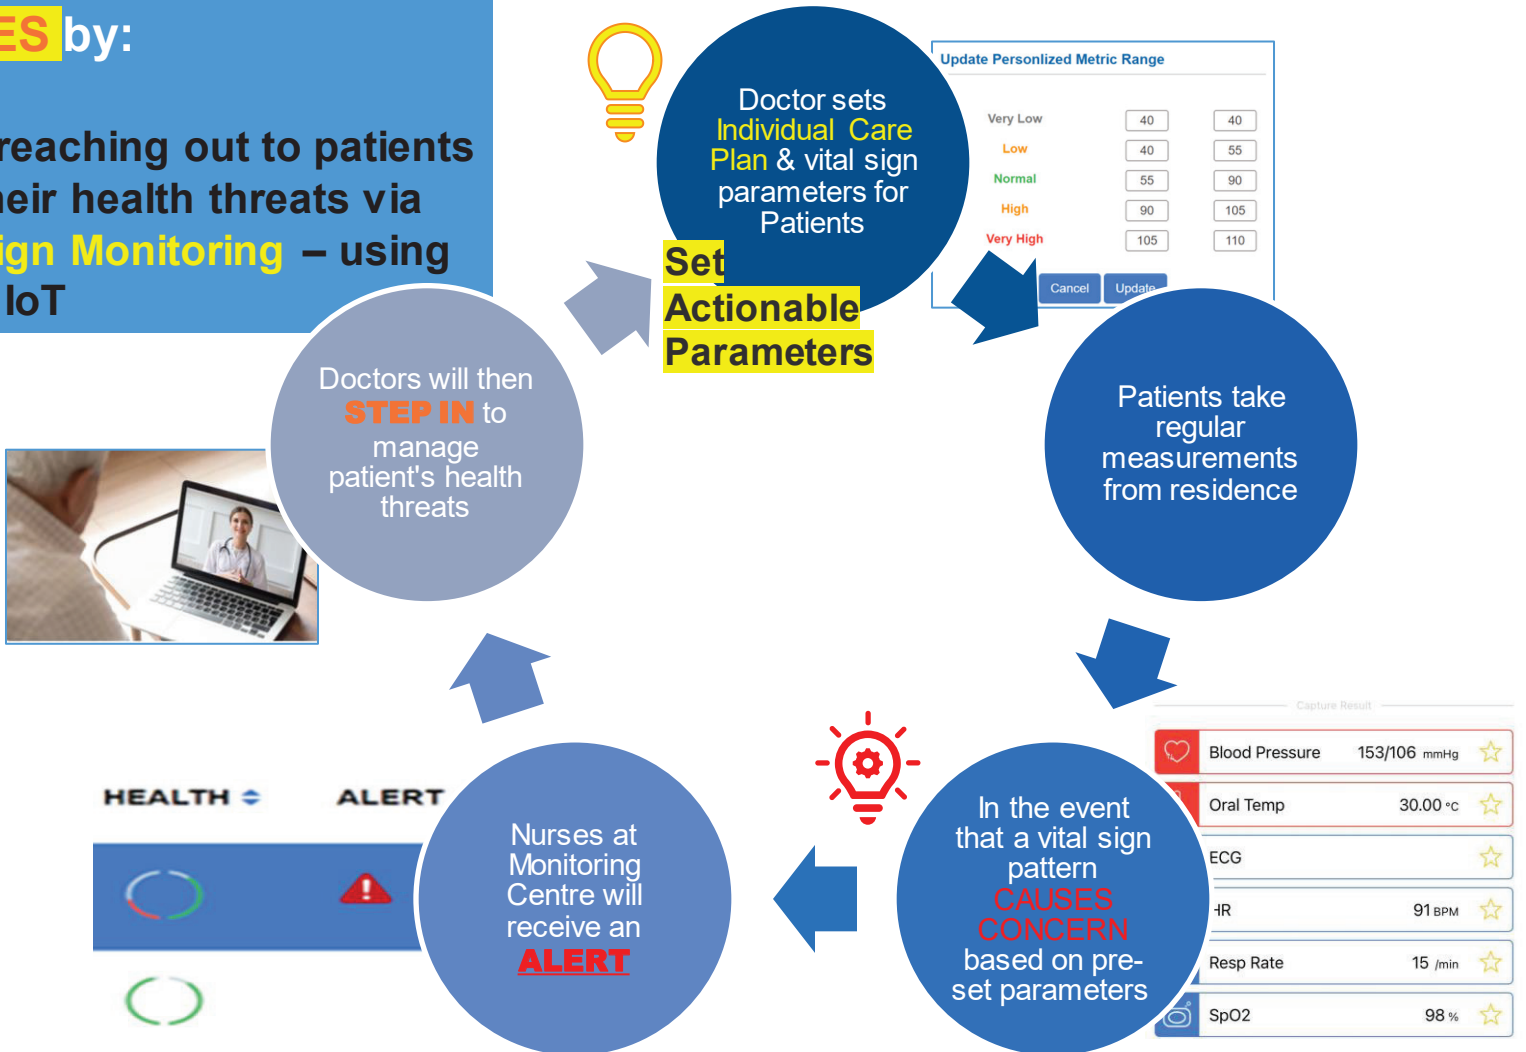 ES by:
reaching out to patients
heir health threats via
ign Monitoring – using
IoT
Doctor sets
Individual Care
Plan & vital sign
parameters for
Patients
Set
Actionable
Parameters
Update Personlized Metric Range
Very Low 40 40
Low 40 55
Normal 55 90
High 90 105
Very High 105 110
Cancel Update
Patients take
regular
measurements
from residence
Capture Result
Blood Pressure 153/106 mmHg
Oral Temp 30.00 °C
ECG
HR 91 BPM
Resp Rate 15 /min
SpO2 98 %
In the event
that a vital sign
pattern
CAUSES
CONCERN
based on pre-
set parameters
Nurses at
Monitoring
Centre will
receive an
ALERT
HEALTH ALERT
Doctors will then
STEP IN to
manage
patient's health
threats